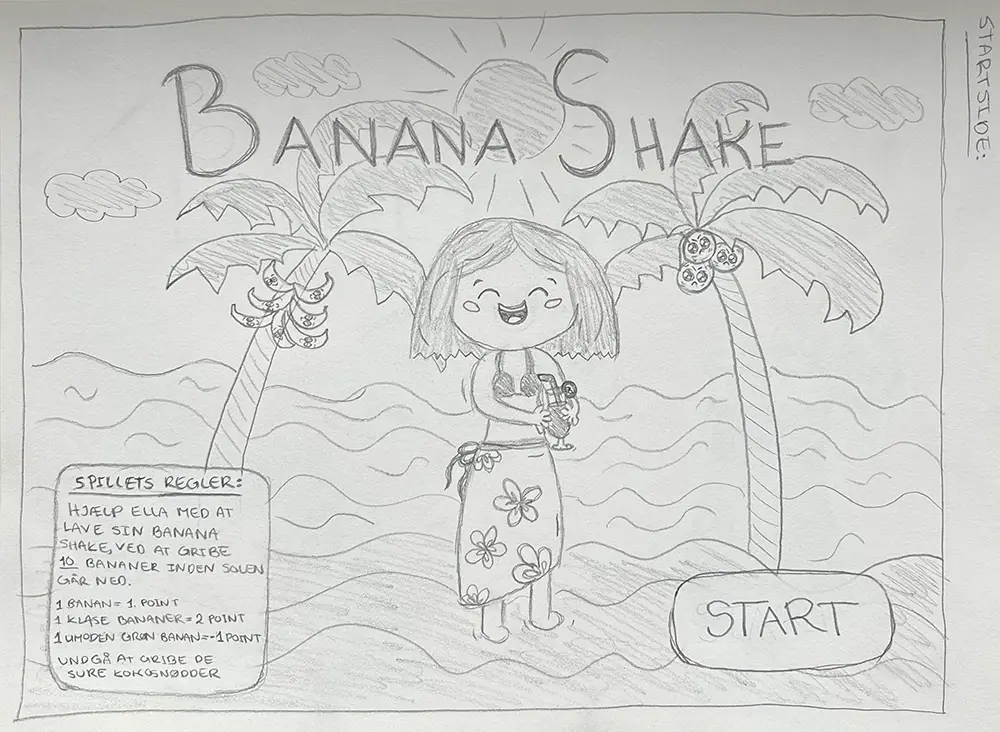 STARTSIDE:
BANANA SHAKE
SPILLETS REGLER:
HJÆLP ELLA MED AT
LAVE SIN BANANA
SHAKE, VED AT GRIBE
10 BANANER INDEN SOLEN
GÅR NED.
1 BANAN = 1. POINT
1 KLASE BANANER = 2 POINT
1 UMODEN GRØN BANAN = -1 POINT
UNDGÅ AT GRIBE DE
SURE KOKOSNØDDER
START